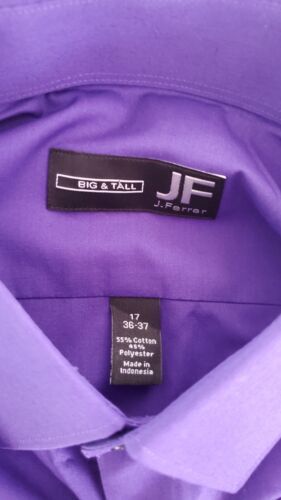 BIG & TALL
JF
J.Ferrar
17
36-37
55% Cotton
45%
Polyester
Made in
Indonesia